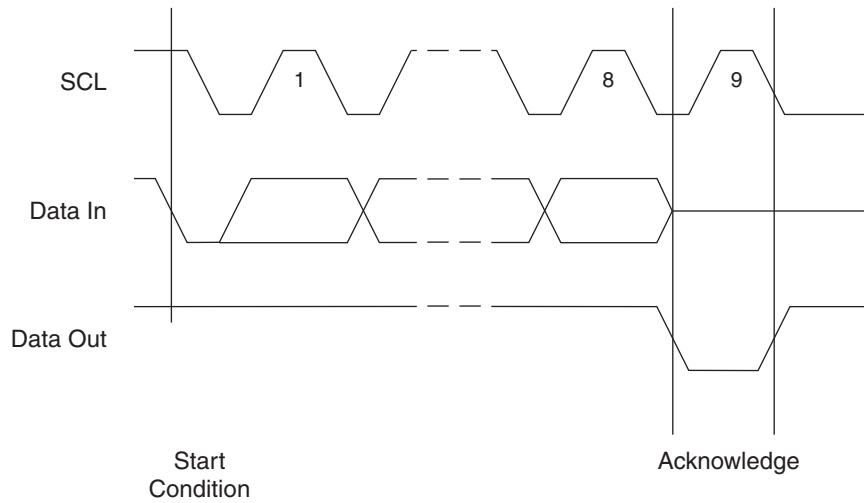 SCL
1
8
9
Data In
Data Out
Start
Condition
Acknowledge